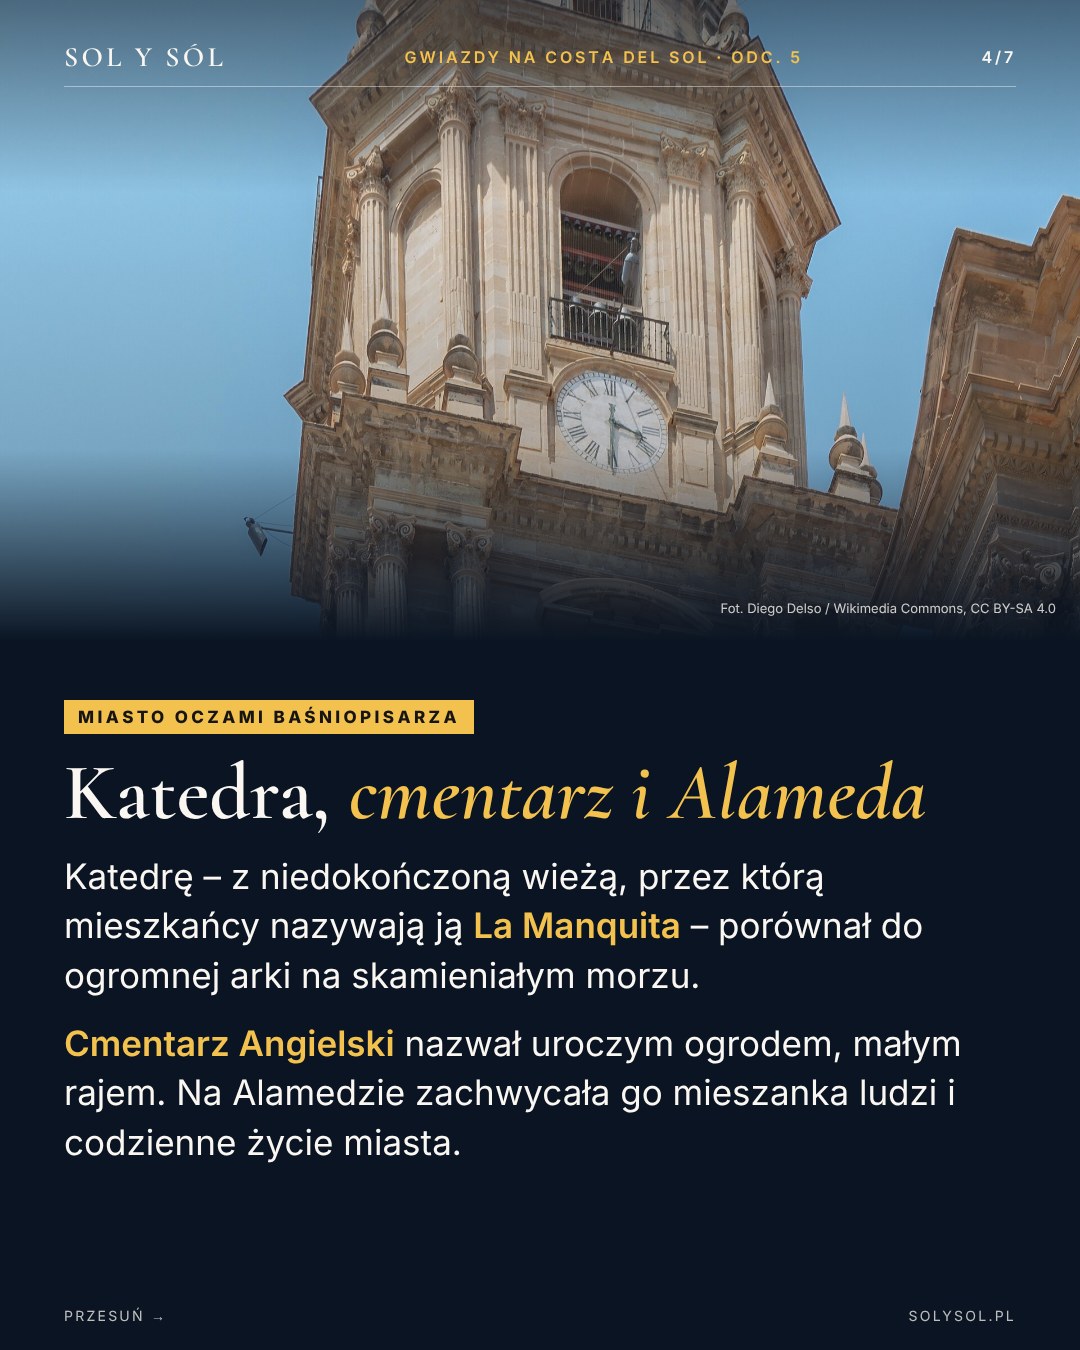 SOL Y SÓL
GWIAZDY NA COSTA DEL SOL · ODC. 5
4/7
Fot. Diego Delso / Wikimedia Commons, CC BY-SA 4.0
MIASTO OCZAMI BAŚNIOPISARZA
Katedra, cmentarz i Alameda
Katedrę – z niedokończoną wieżą, przez którą
mieszkańcy nazywają ją La Manquita – porównał do
ogromnej arki na skamieniałym morzu.
Cmentarz Angielski nazwał uroczym ogrodem, małym
rajem. Na Alamedzie zachwycała go mieszanka ludzi i
codzienne życie miasta.
PRZESUŃ →
SOLYSOL.PL